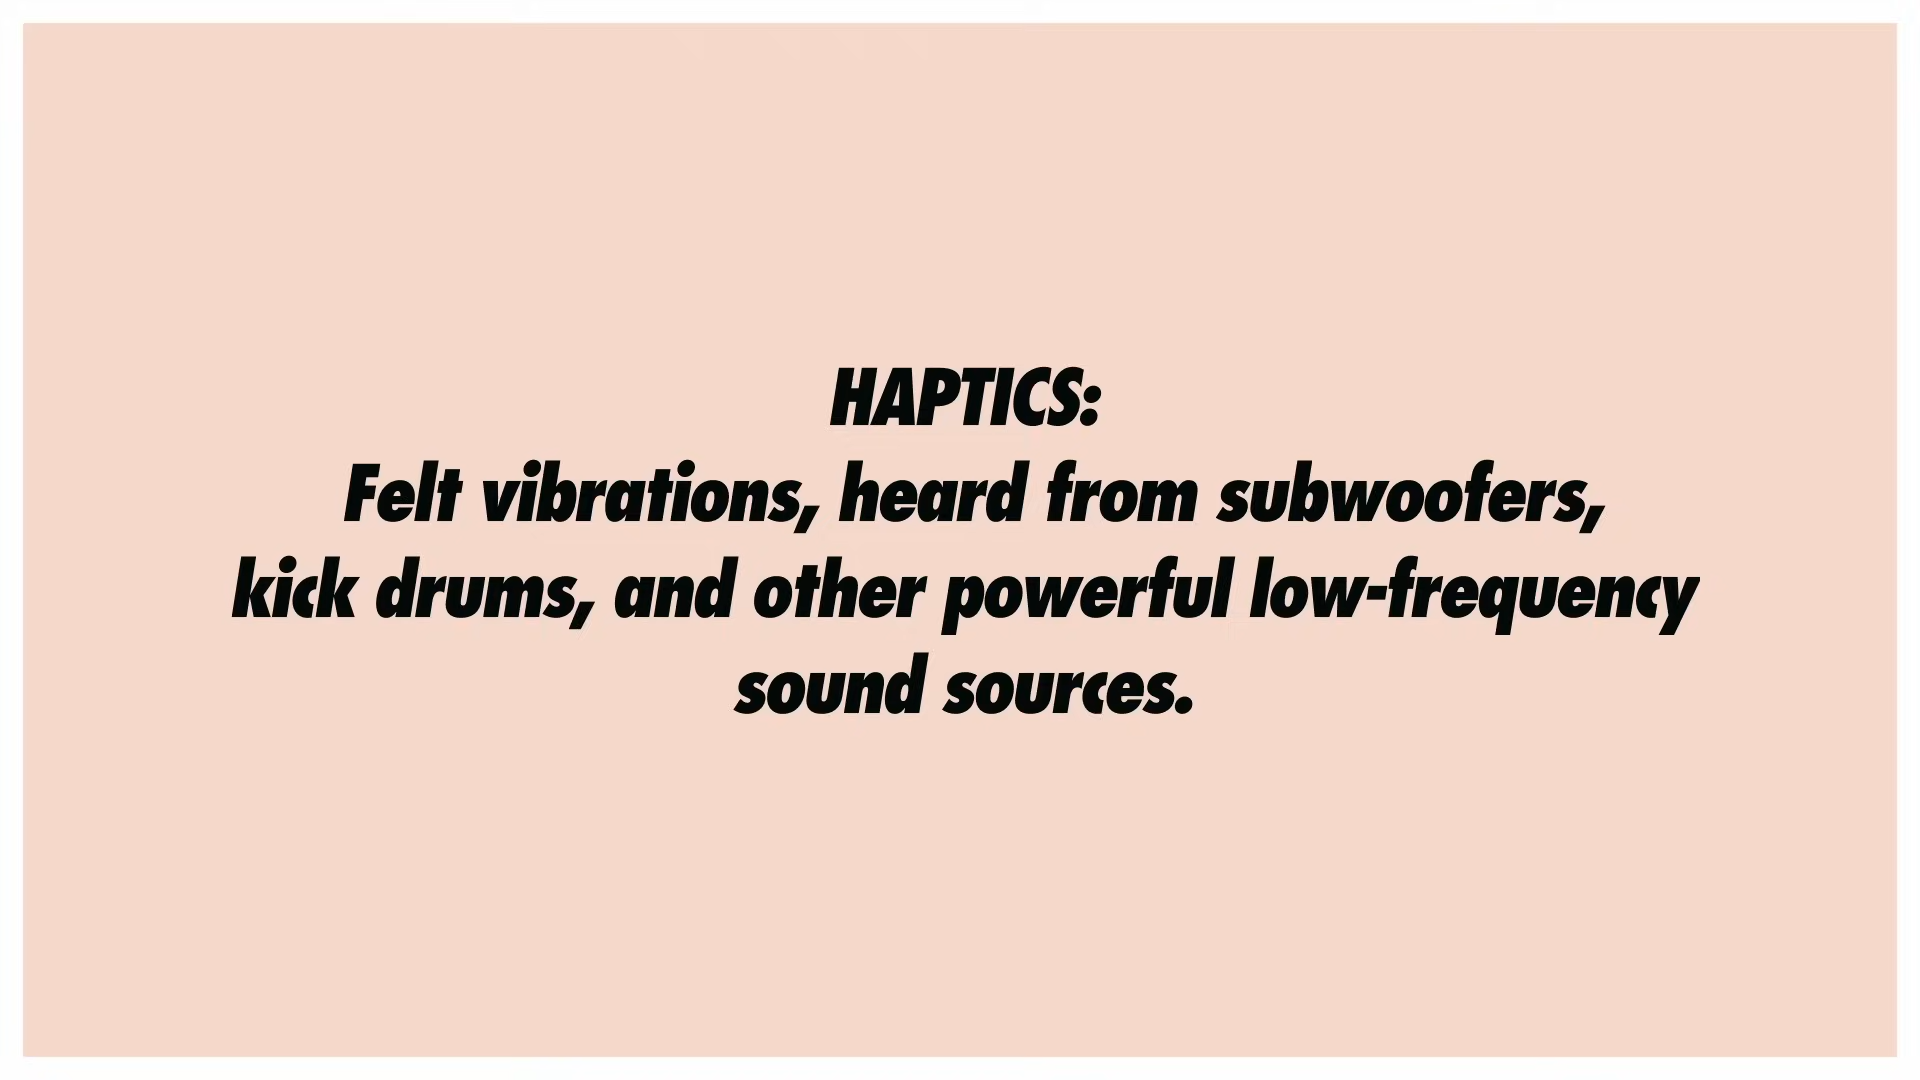 HAPTICS:
Felt vibrations, heard from subwoofers,
kick drums, and other powerful low-frequency
sound sources.